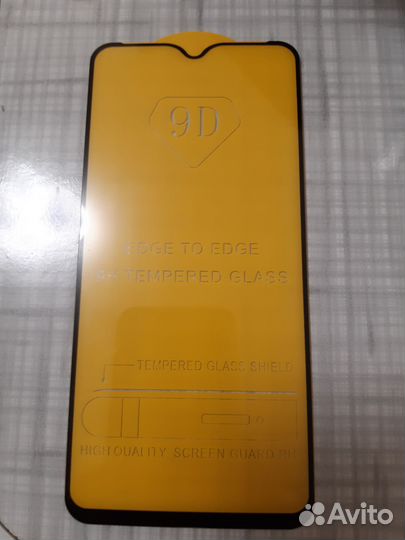 9D
EDGE TO EDGE
TEMPERED GLASS
TEMPERED GLASS SHIELD
HIGH QUALITY SCREEN GUARD
Avito